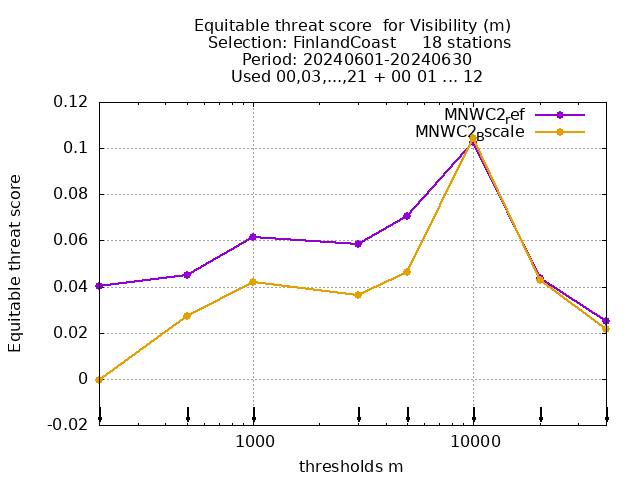 Equitable threat score  for Visibility (m)
Selection: FinlandCoast     18 stations
Period: 20240601-20240630
Used 00,03,...,21 + 00 01 ... 12
MNWC2ref
MNWC2Bscale
0.12
0.1
0.08
0.06
0.04
0.02
0
-0.02
Equitable threat score
1000
10000
thresholds m